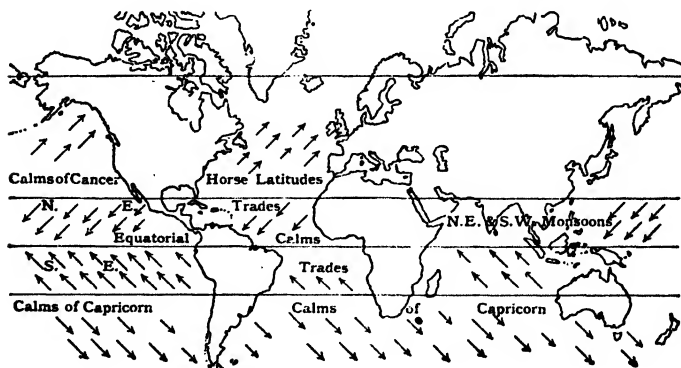 Calms of Cancer Horse Latitudes
N. E. Trades N.E. & S.W. Monsoons
Equatorial Calms
S. E. Trades
Calms of Capricorn Calms of Capricorn